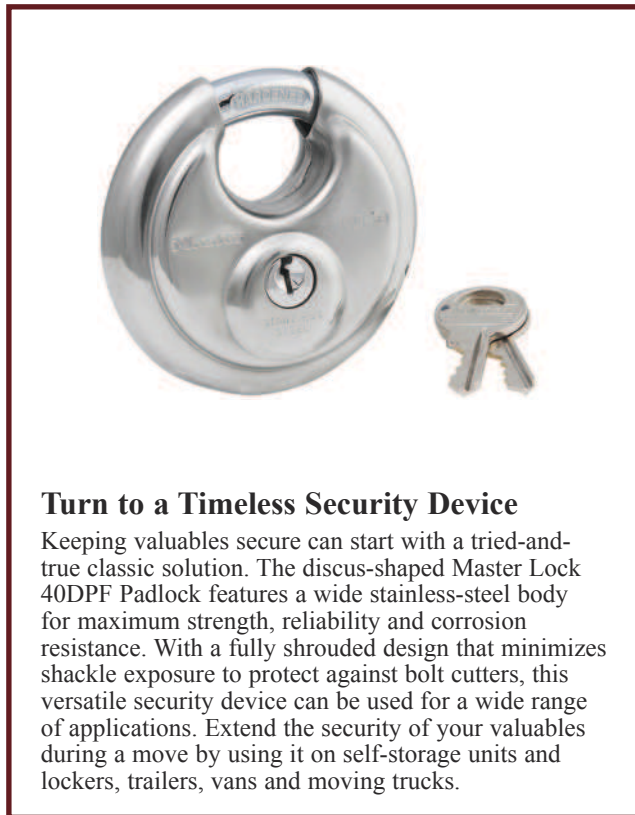 HARDENED
Turn to a Timeless Security Device
Keeping valuables secure can start with a tried-and-
true classic solution. The discus-shaped Master Lock
40DPF Padlock features a wide stainless-steel body
for maximum strength, reliability and corrosion
resistance. With a fully shrouded design that minimizes
shackle exposure to protect against bolt cutters, this
versatile security device can be used for a wide range
of applications. Extend the security of your valuables
during a move by using it on self-storage units and
lockers, trailers, vans and moving trucks.